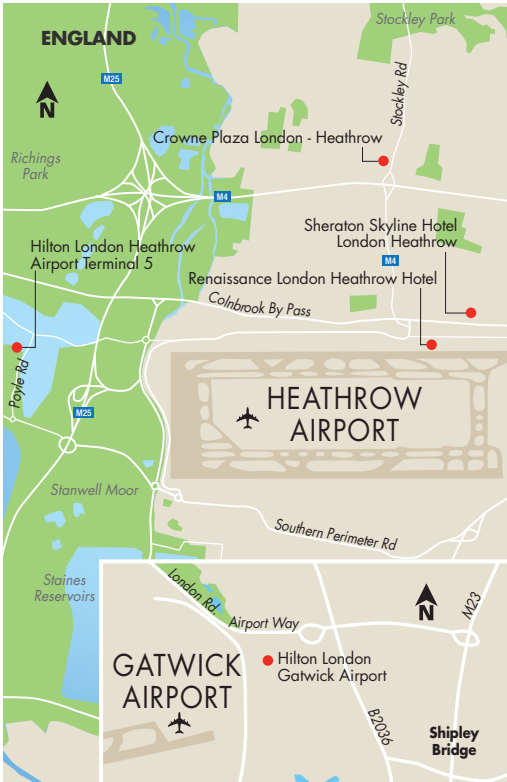 Stockley Park
ENGLAND
M25
N
Stockley Rd
Crowne Plaza London - Heathrow
Richings
Park
M4
Sheraton Skyline Hotel
London Heathrow
Hilton London Heathrow
Airport Terminal 5
M4
Renaissance London Heathrow Hotel
Colnbrook By Pass
Poyle Rd
HEATHROW
AIRPORT
M25
Stanwell Moor
Southern Perimeter Rd
Staines
Reservoirs
London Rd.
N
M23
Airport Way
GATWICK
AIRPORT
Hilton London
Gatwick Airport
B2036
Shipley
Bridge